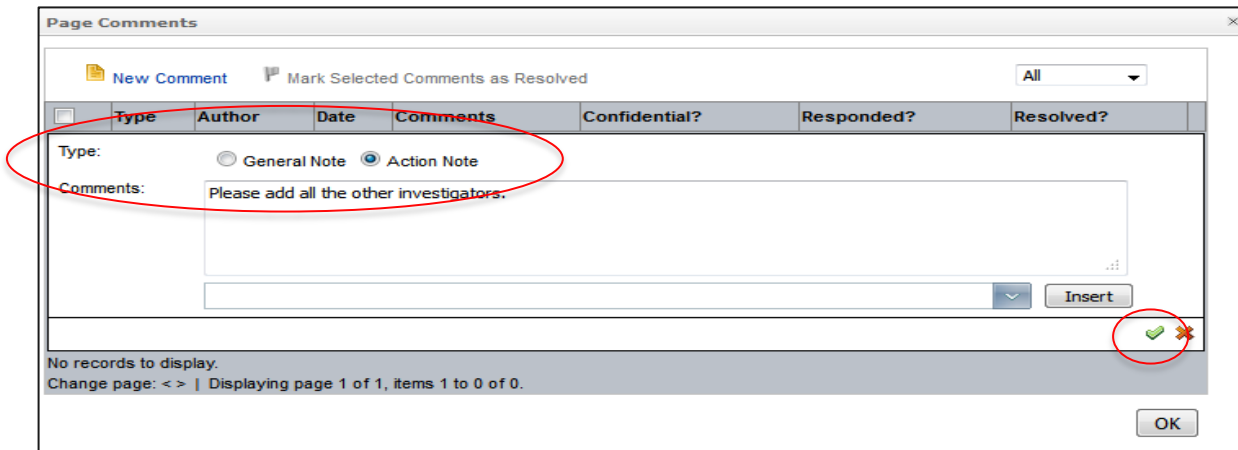 Page Comments
New Comment Mark Selected Comments as Resolved All
Type Author Date Comments Confidential? Responded? Resolved?
Type: General Note Action Note
Comments: Please add all the other investigators.
Insert
No records to display.
Change page: < > | Displaying page 1 of 1, items 1 to 0 of 0.
OK